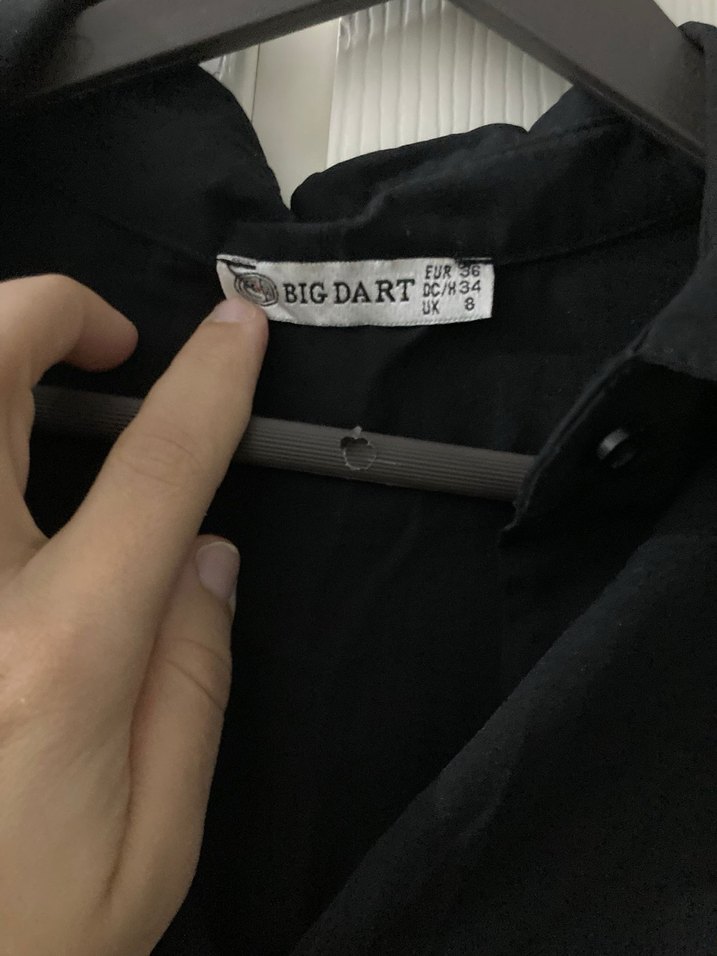 BIG DART
EUR 36
DC/H 34
UK 8